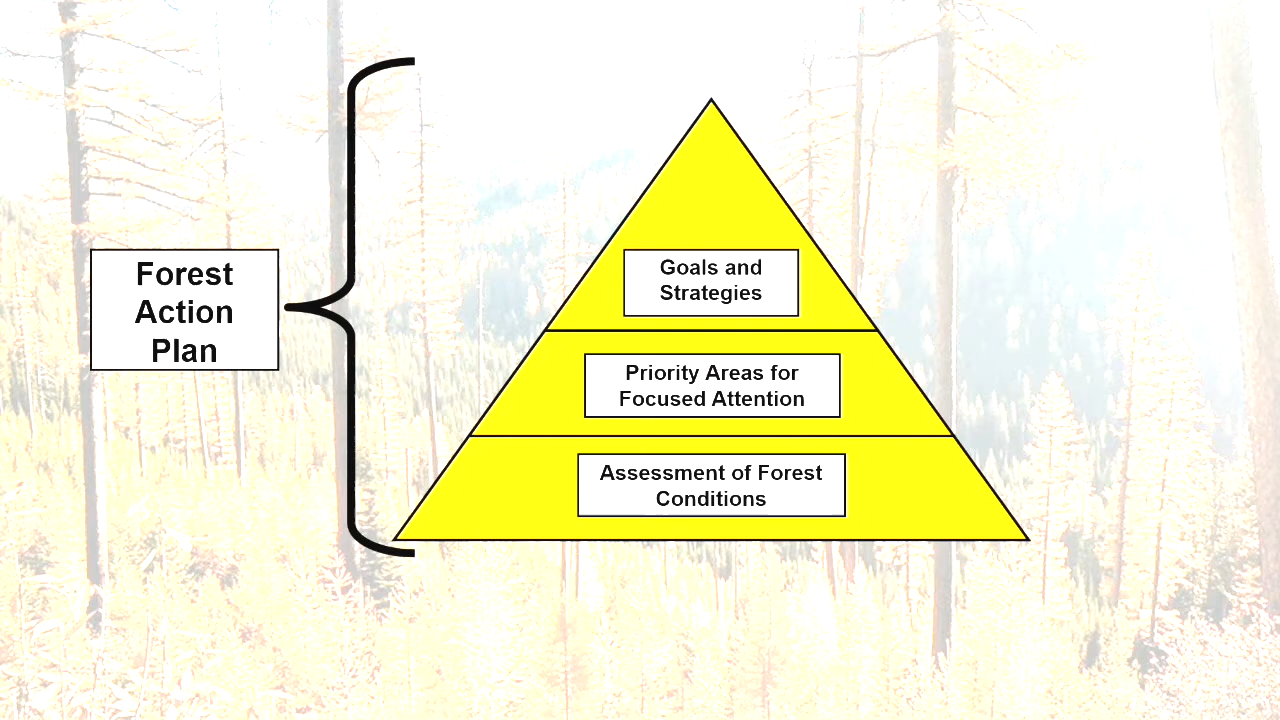 Forest
Action
Plan
Goals and
Strategies
Priority Areas for
Focused Attention
Assessment of Forest
Conditions